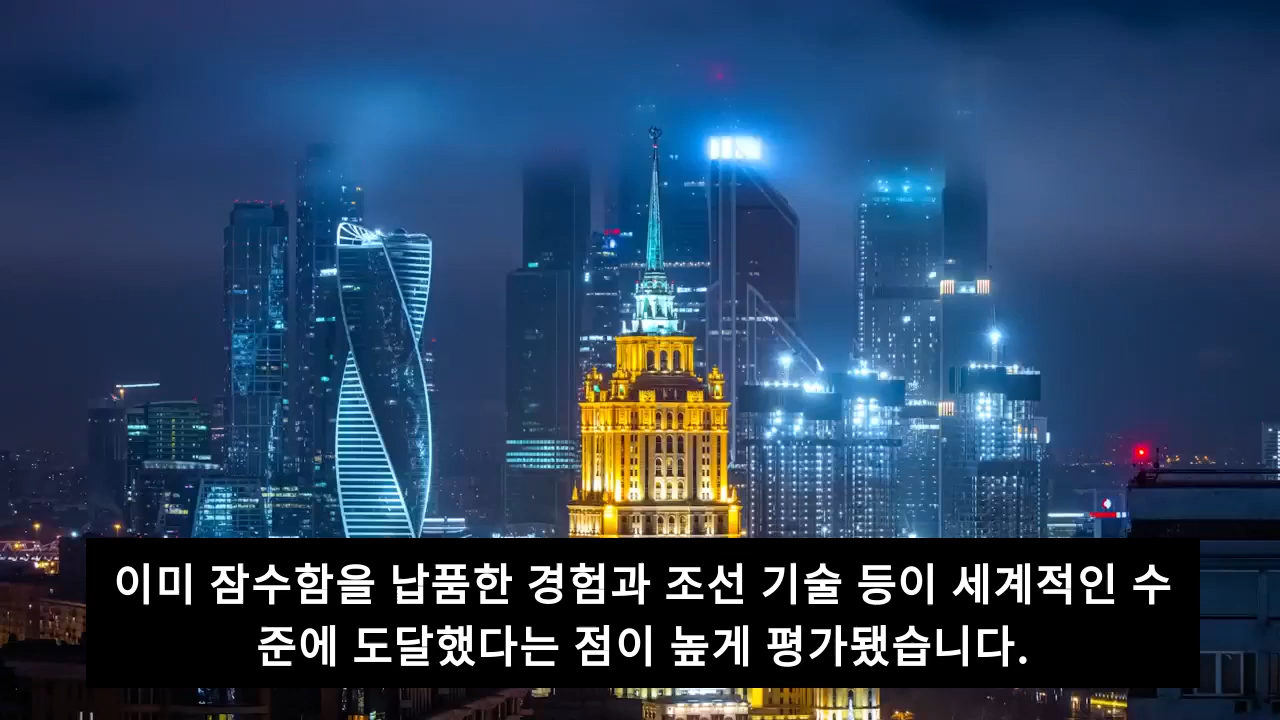 이미 잠수함을 납품한 경험과 조선 기술 등이 세계적인 수
준에 도달했다는 점이 높게 평가됐습니다.